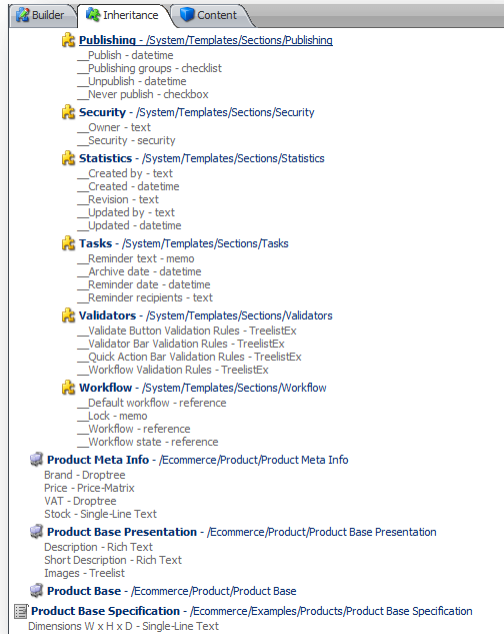 Builder Inheritance Content
Publishing - /System/Templates/Sections/Publishing
__Publish - datetime
__Publishing groups - checklist
__Unpublish - datetime
__Never publish - checkbox
Security - /System/Templates/Sections/Security
__Owner - text
__Security - security
Statistics - /System/Templates/Sections/Statistics
__Created by - text
__Created - datetime
__Revision - text
__Updated by - text
__Updated - datetime
Tasks - /System/Templates/Sections/Tasks
__Reminder text - memo
__Archive date - datetime
__Reminder date - datetime
__Reminder recipients - text
Validators - /System/Templates/Sections/Validators
__Validate Button Validation Rules - TreelistEx
__Validator Bar Validation Rules - TreelistEx
__Quick Action Bar Validation Rules - TreelistEx
__Workflow Validation Rules - TreelistEx
Workflow - /System/Templates/Sections/Workflow
__Default workflow - reference
__Lock - memo
__Workflow - reference
__Workflow state - reference
Product Meta Info - /Ecommerce/Product/Product Meta Info
Brand - Droptree
Price - Price-Matrix
VAT - Droptree
Stock - Single-Line Text
Product Base Presentation - /Ecommerce/Product/Product Base Presentation
Description - Rich Text
Short Description - Rich Text
Images - Treelist
Product Base - /Ecommerce/Product/Product Base
Product Base Specification - /Ecommerce/Examples/Products/Product Base Specification
Dimensions W x H x D - Single-Line Text